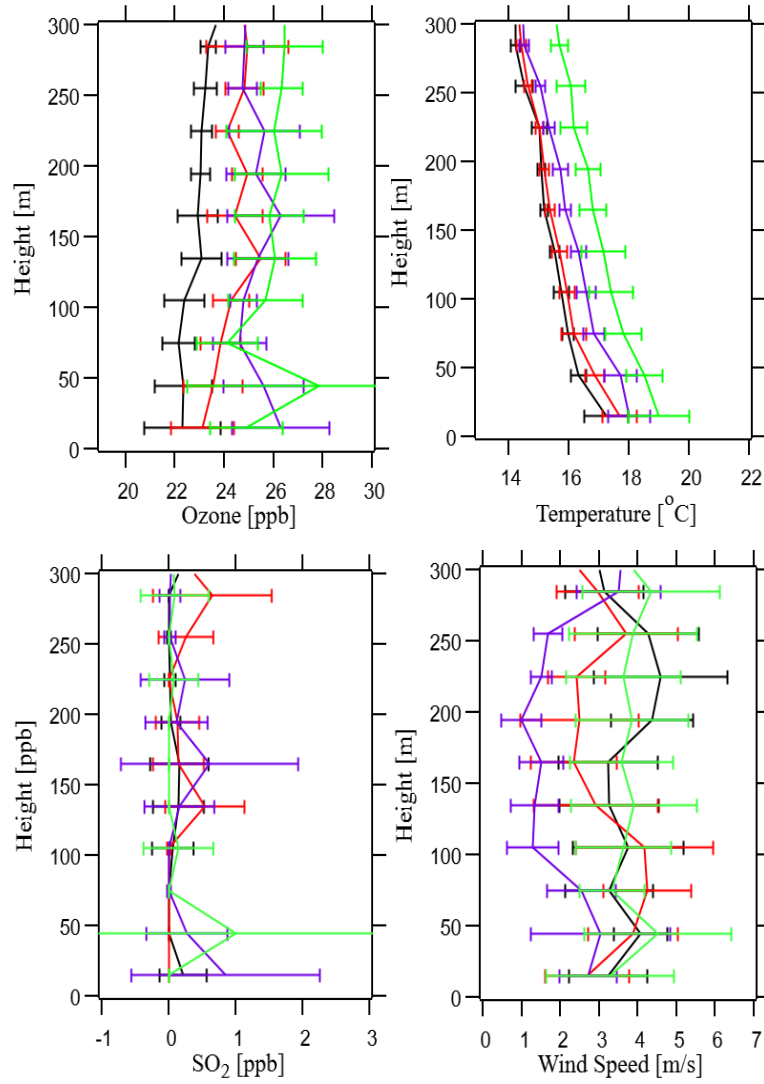 300
250
200
150
100
50
0
Height [m]
20 22 24 26 28 30
Ozone [ppb]
300
250
200
150
100
50
0
Height [m]
14 16 18 20 22
Temperature [°C]
300
250
200
150
100
50
0
Height [ppb]
-1 0 1 2 3
SO2 [ppb]
300
250
200
150
100
50
0
Height [m]
0 1 2 3 4 5 6 7
Wind Speed [m/s]